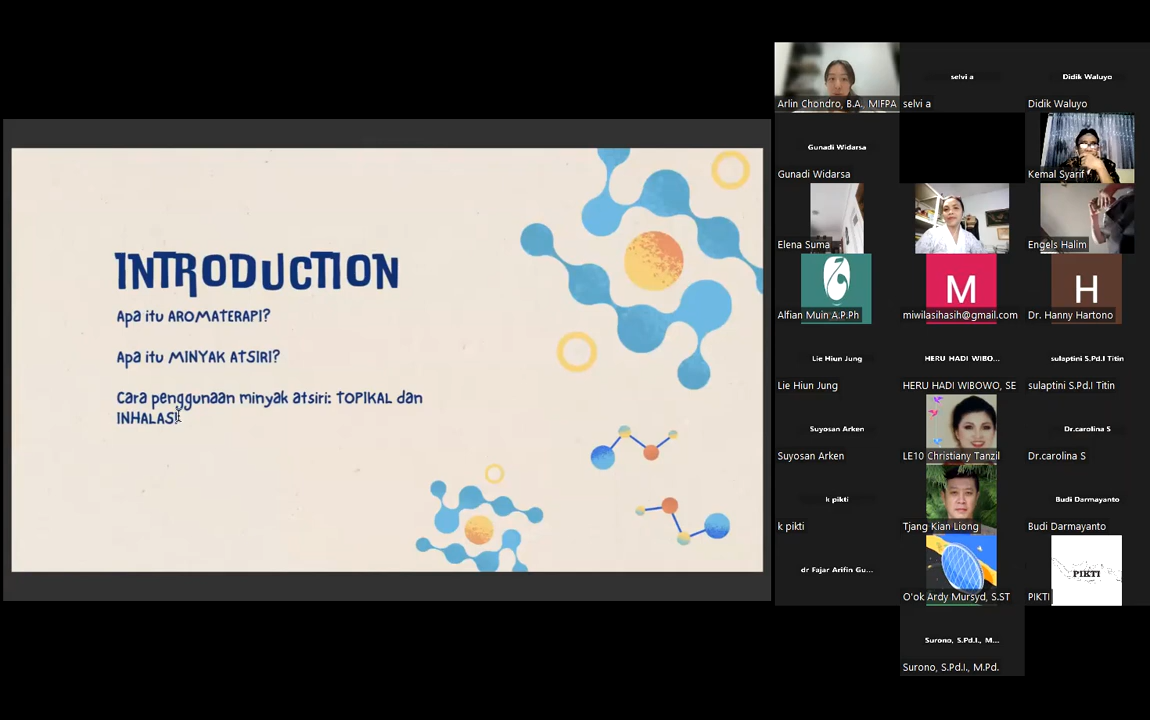 INTRODUCTION
Apa itu AROMATERAPI?
Apa itu MINYAK ATSIRI?
Cara penggunaan minyak atsiri: TOPIKAL dan
INHALASI
Arlin Chondro, B.A., MIFPA
selvi a
selvi a
Didik Waluyo
Didik Waluyo
Gunadi Widarsa
Gunadi Widarsa
Kemal Syarif
Elena Suma
Engels Halim
Alfian Muin A.P.Ph
M
miwilasihasih@gmail.com
H
Dr. Hanny Hartono
Lie Hiun Jung
Lie Hiun Jung
HERU HADI WIBO...
HERU HADI WIBOWO, SE
sulaptini S.Pd.I Titin
sulaptini S.Pd.I Titin
Suyosan Arken
Suyosan Arken
LE10 Christiany Tanzil
Dr.carolina S
Dr.carolina S
k pikti
k pikti
Tjang Kian Liong
Budi Darmayanto
Budi Darmayanto
dr Fajar Arifin Gu...
O'ok Ardy Mursyd, S.ST
PIKTI
PIKTI
Surono, S.Pd.I., M...
Surono, S.Pd.I., M.Pd.